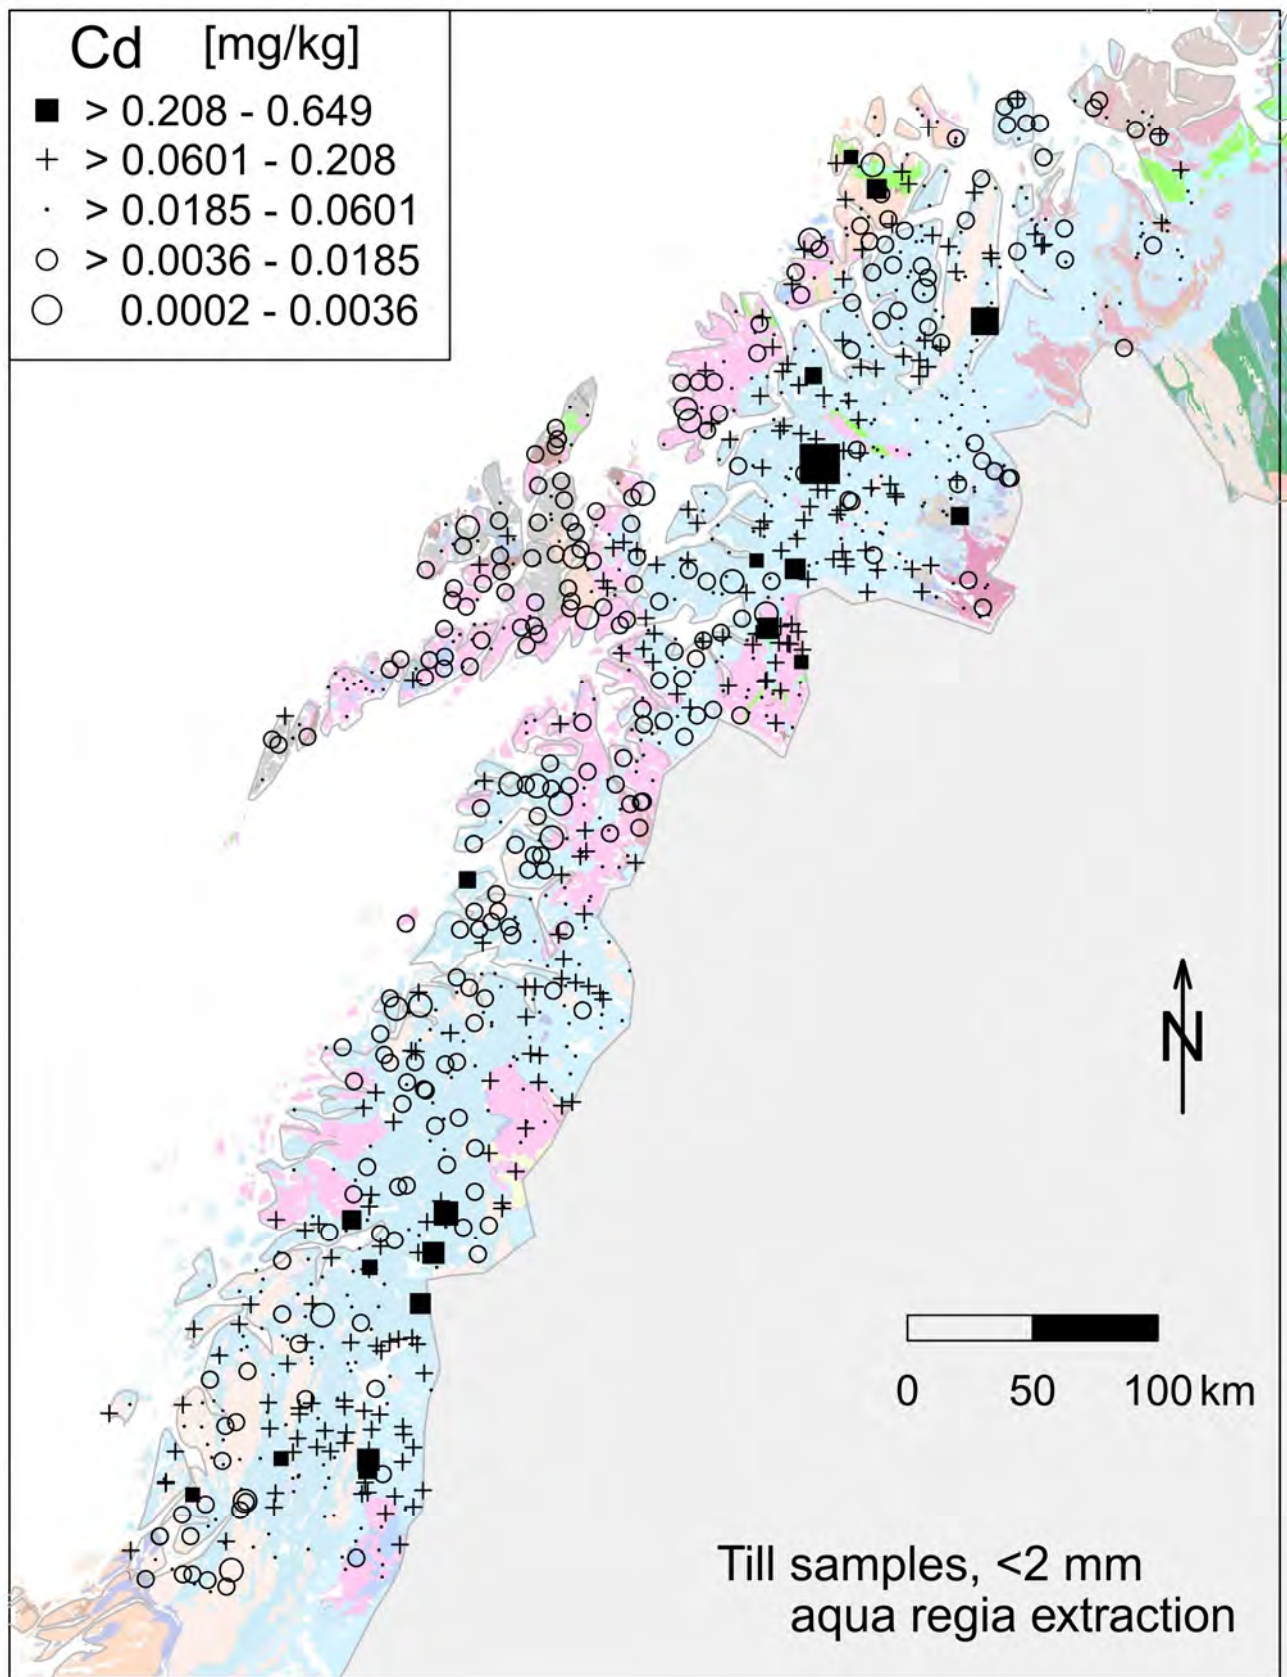 Cd [mg/kg]
■ > 0.208 - 0.649
+ > 0.0601 - 0.208
· > 0.0185 - 0.0601
○ > 0.0036 - 0.0185
○ 0.0002 - 0.0036
N
0 50 100 km
Till samples, <2 mm
aqua regia extraction